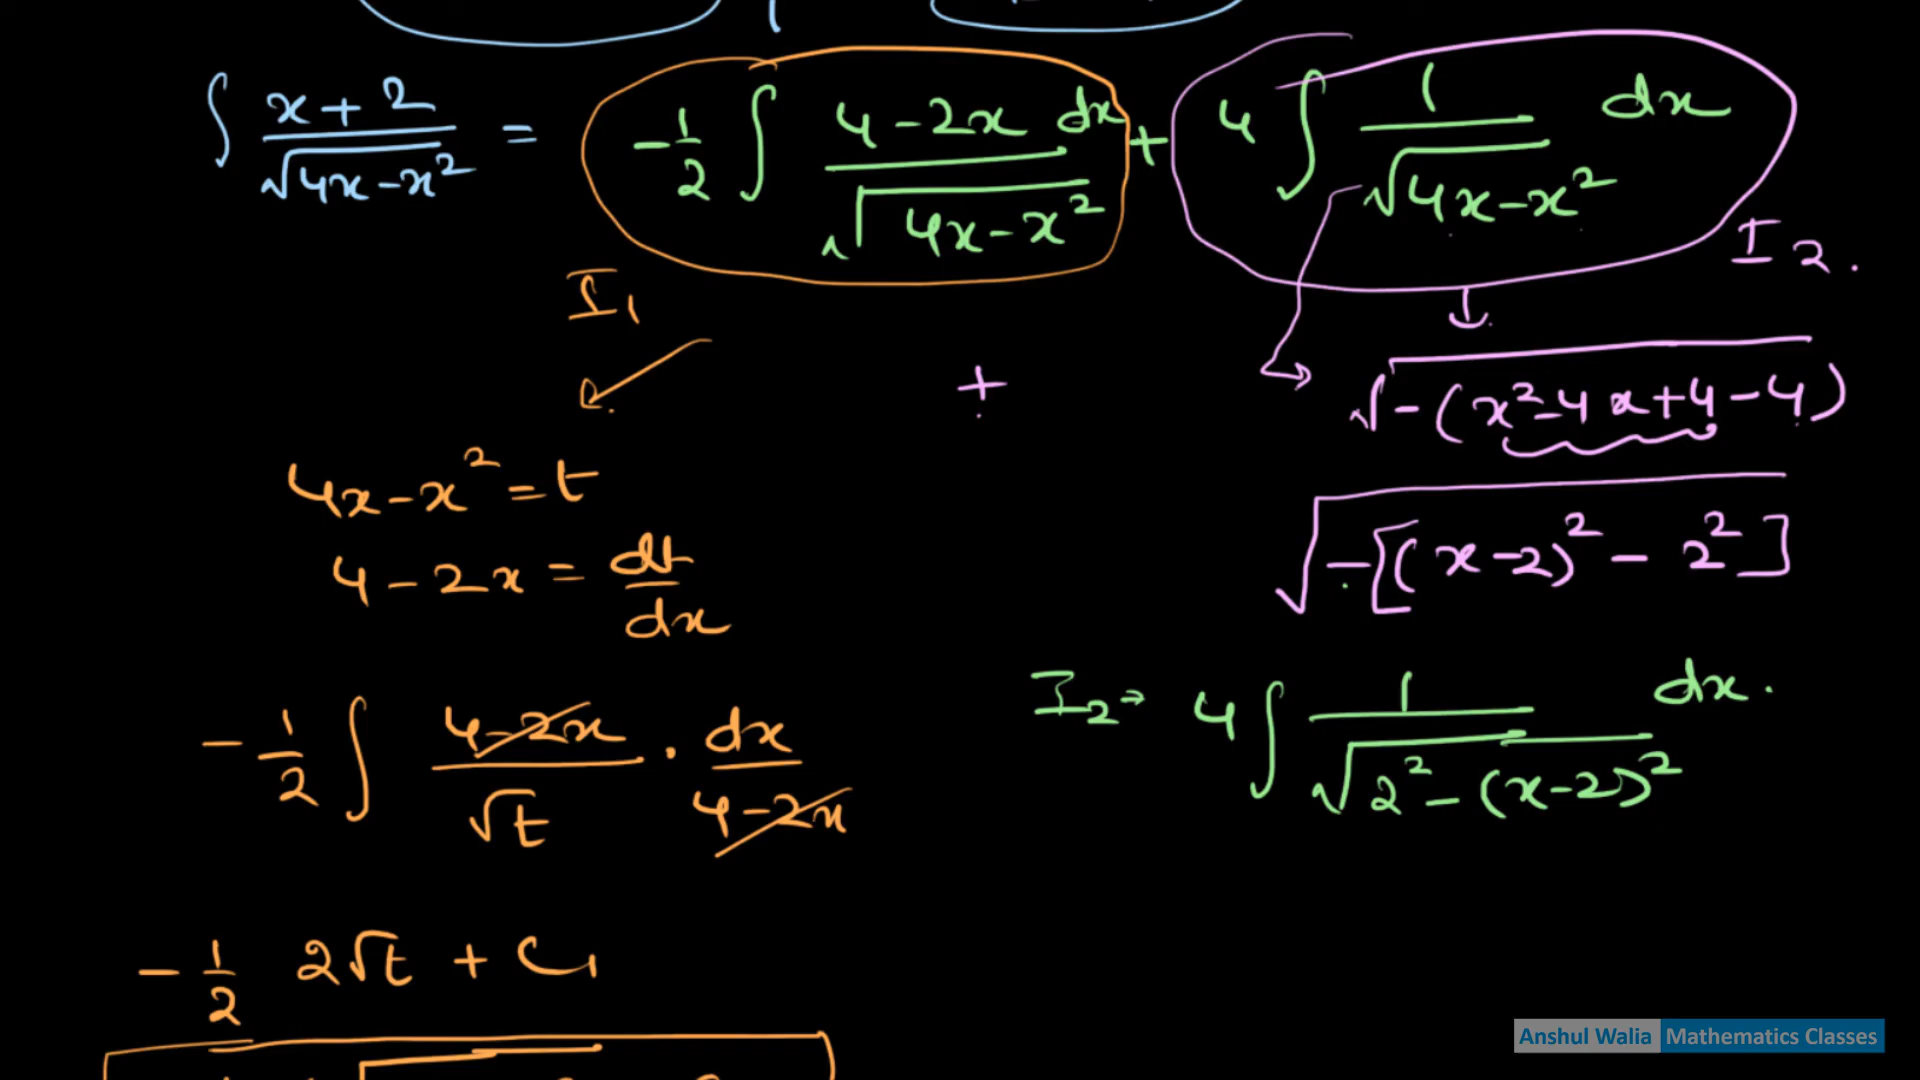 ∫ x+2 / √4x-x² = -1/2 ∫ 4-2x / √4x-x² dx + 4 ∫ 1 / √4x-x² dx
I₁
I₂.
+
√-(x²-4x+4-4)
4x-x²=t
√-[(x-2)²-2²]
4-2x = dt/dx
I₂→ 4∫ 1 / √2²-(x-2)² dx.
-1/2 ∫ 4-2x / √t . dx / 4-2x
-1/2 2√t + C₁
Anshul Walia Mathematics Classes